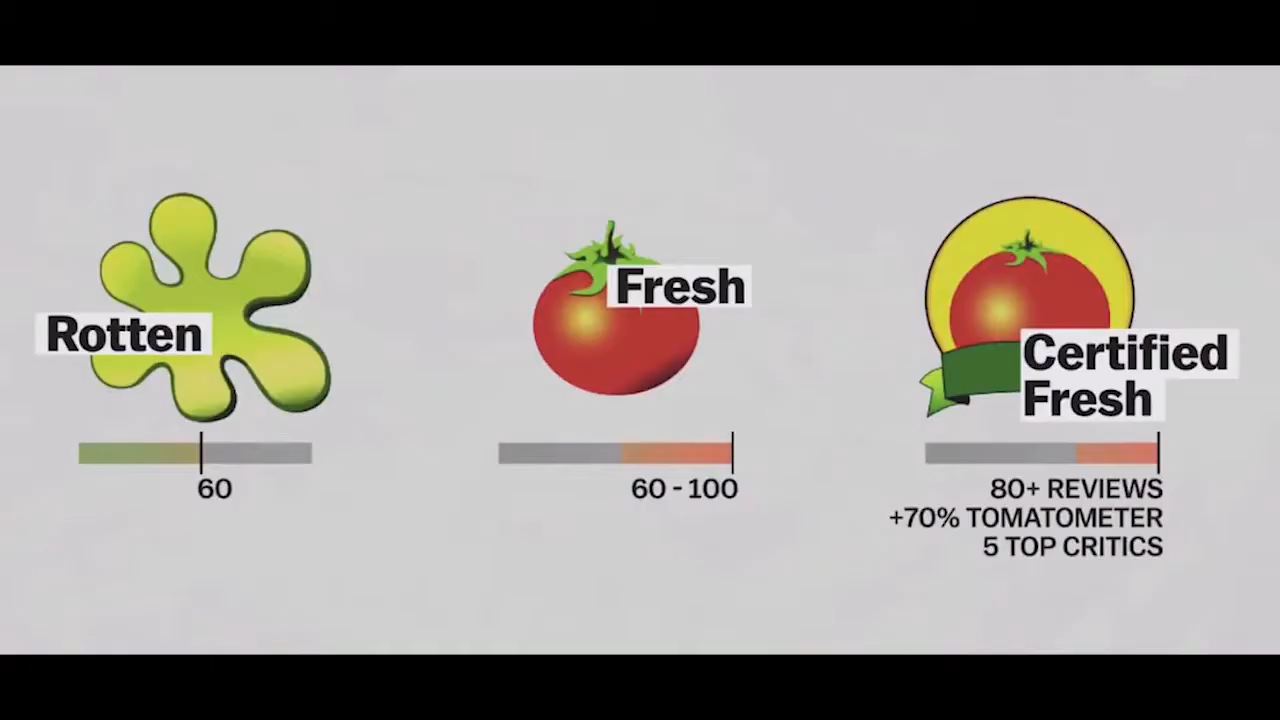 Rotten
60
Fresh
60 - 100
Certified
Fresh
80+ REVIEWS
+70% TOMATOMETER
5 TOP CRITICS